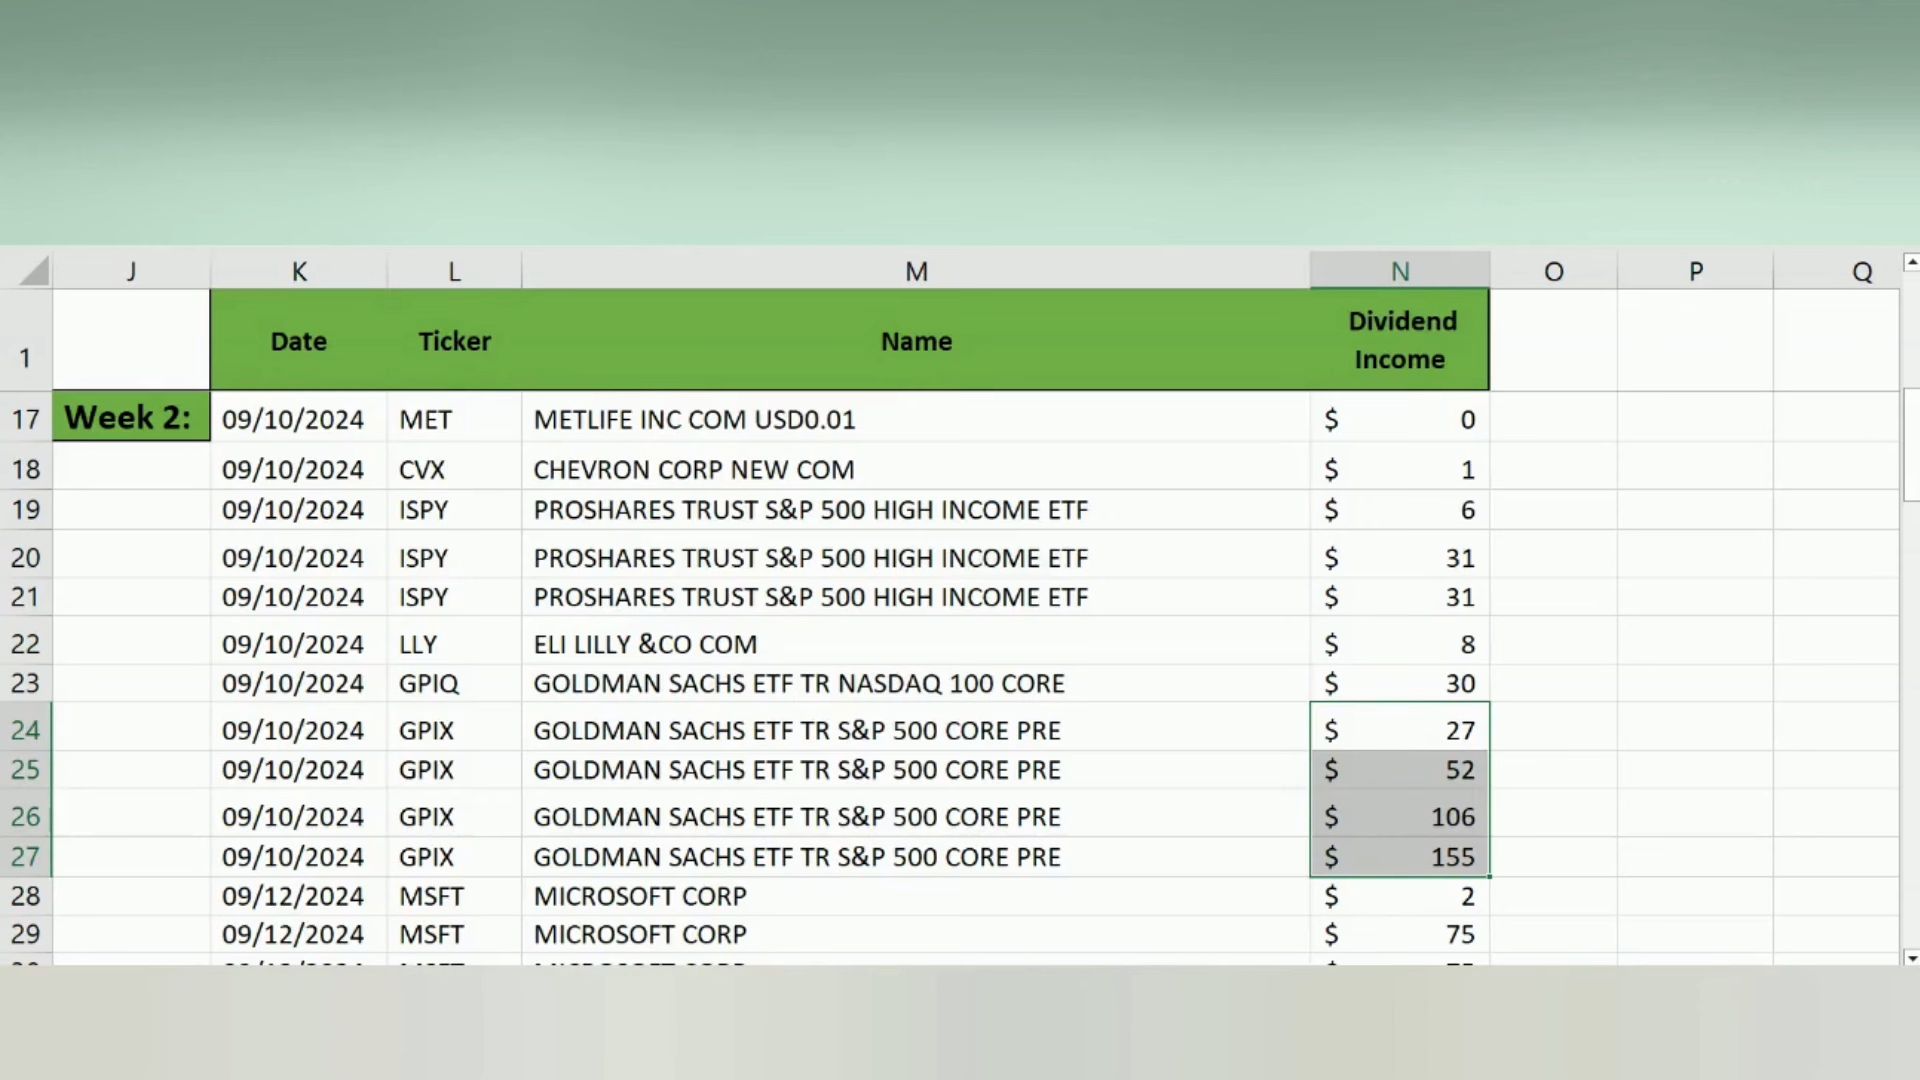 J K L M N O P Q
1 Date Ticker Name Dividend Income
17 Week 2: 09/10/2024 MET METLIFE INC COM USD0.01 $ 0
18 09/10/2024 CVX CHEVRON CORP NEW COM $ 1
19 09/10/2024 ISPY PROSHARES TRUST S&P 500 HIGH INCOME ETF $ 6
20 09/10/2024 ISPY PROSHARES TRUST S&P 500 HIGH INCOME ETF $ 31
21 09/10/2024 ISPY PROSHARES TRUST S&P 500 HIGH INCOME ETF $ 31
22 09/10/2024 LLY ELI LILLY &CO COM $ 8
23 09/10/2024 GPIQ GOLDMAN SACHS ETF TR NASDAQ 100 CORE $ 30
24 09/10/2024 GPIX GOLDMAN SACHS ETF TR S&P 500 CORE PRE $ 27
25 09/10/2024 GPIX GOLDMAN SACHS ETF TR S&P 500 CORE PRE $ 52
26 09/10/2024 GPIX GOLDMAN SACHS ETF TR S&P 500 CORE PRE $ 106
27 09/10/2024 GPIX GOLDMAN SACHS ETF TR S&P 500 CORE PRE $ 155
28 09/12/2024 MSFT MICROSOFT CORP $ 2
29 09/12/2024 MSFT MICROSOFT CORP $ 75